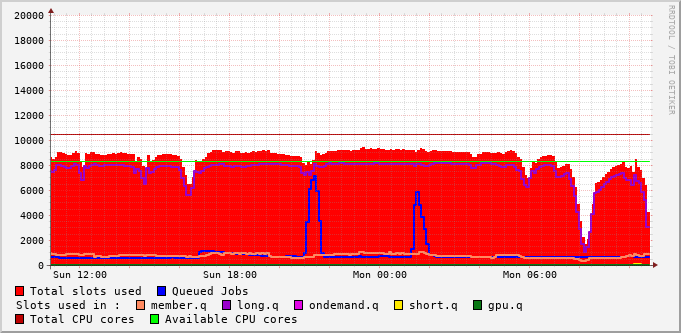 20000
18000
16000
14000
12000
10000
8000
6000
4000
2000
0
Sun 12:00 Sun 18:00 Mon 00:00 Mon 06:00
RRDTOOL / TOBI OETIKER
Total slots used Queued Jobs
Slots used in : member.q long.q ondemand.q short.q gpu.q
Total CPU cores Available CPU cores